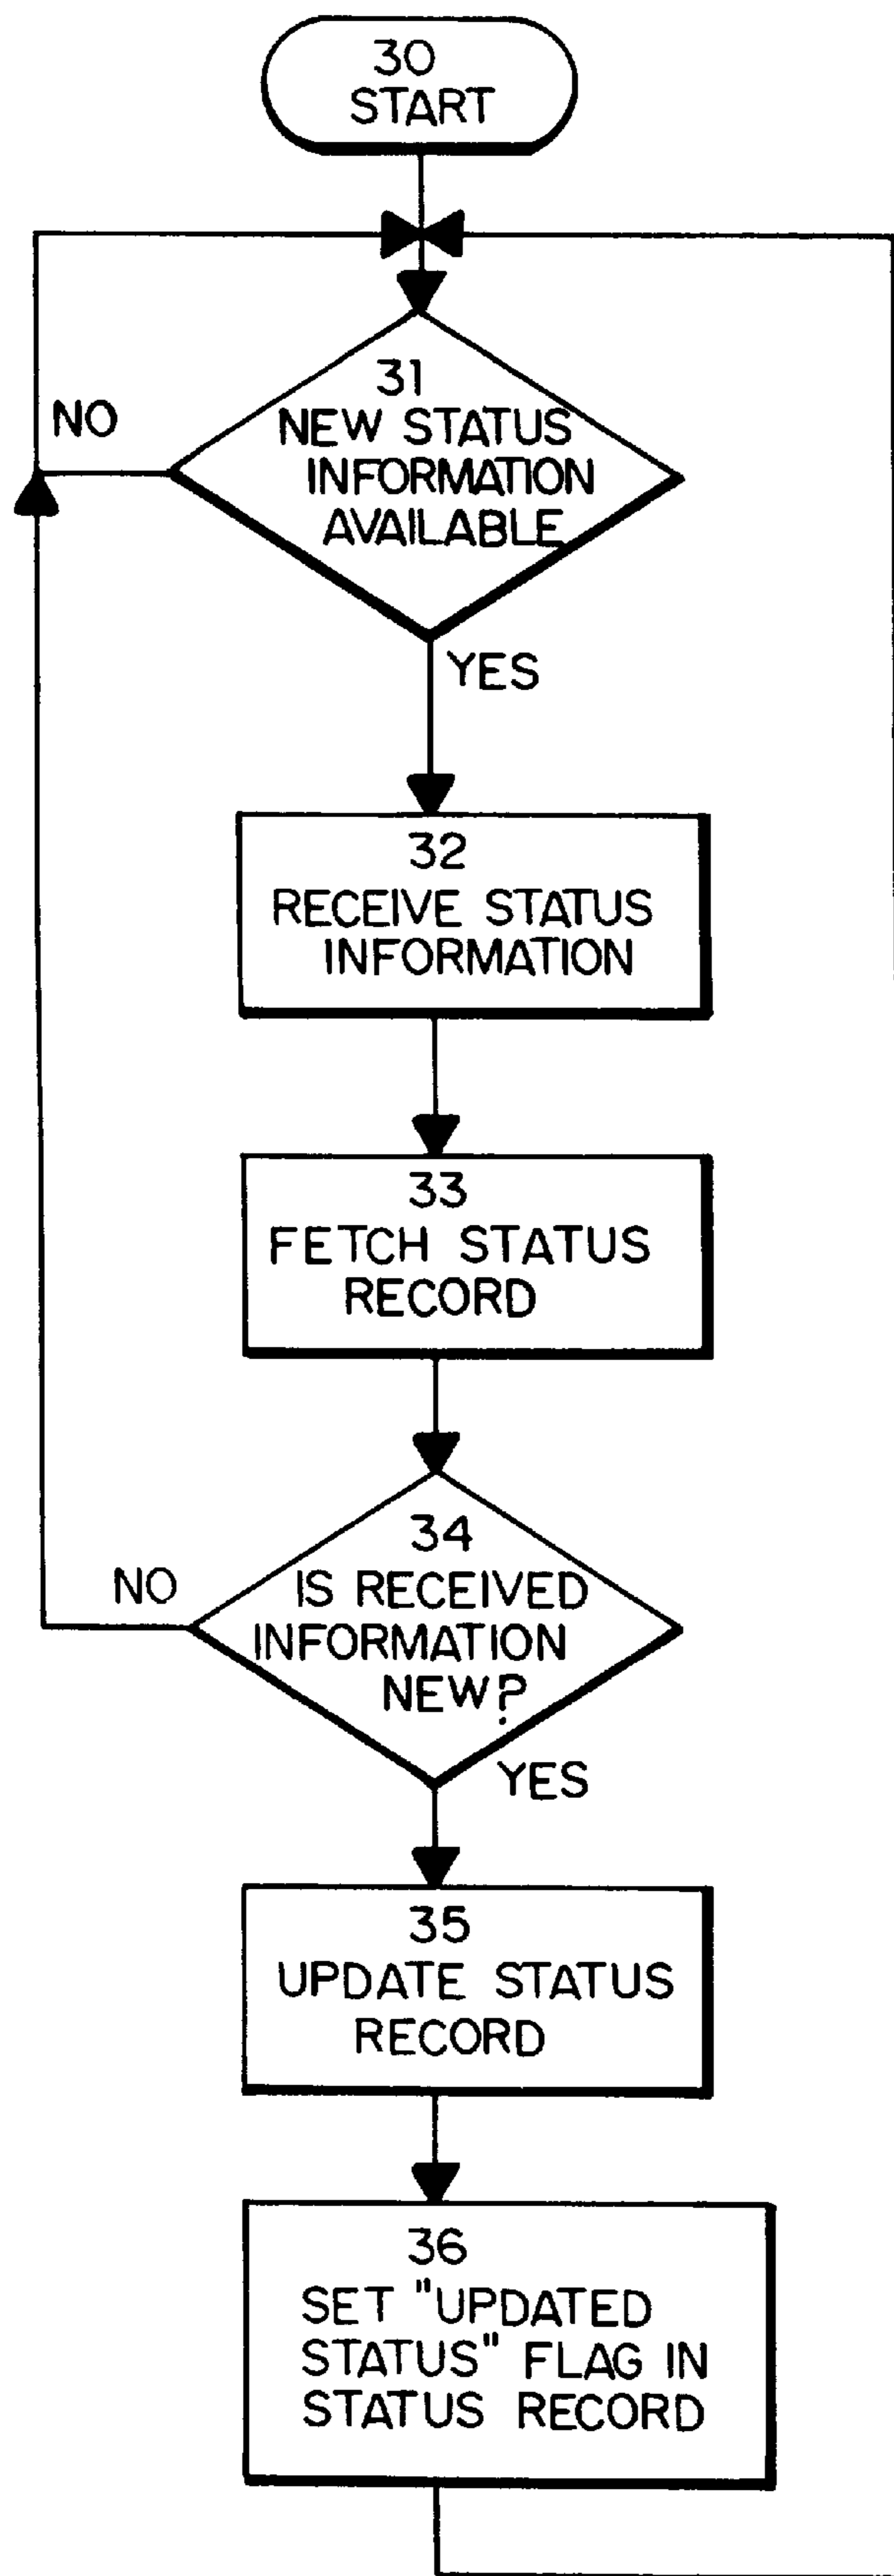 30
START
31
NEW STATUS
INFORMATION
AVAILABLE
NO
YES
32
RECEIVE STATUS
INFORMATION
33
FETCH STATUS
RECORD
34
IS RECEIVED
INFORMATION
NEW?
NO
YES
35
UPDATE STATUS
RECORD
36
SET "UPDATED
STATUS" FLAG IN
STATUS RECORD